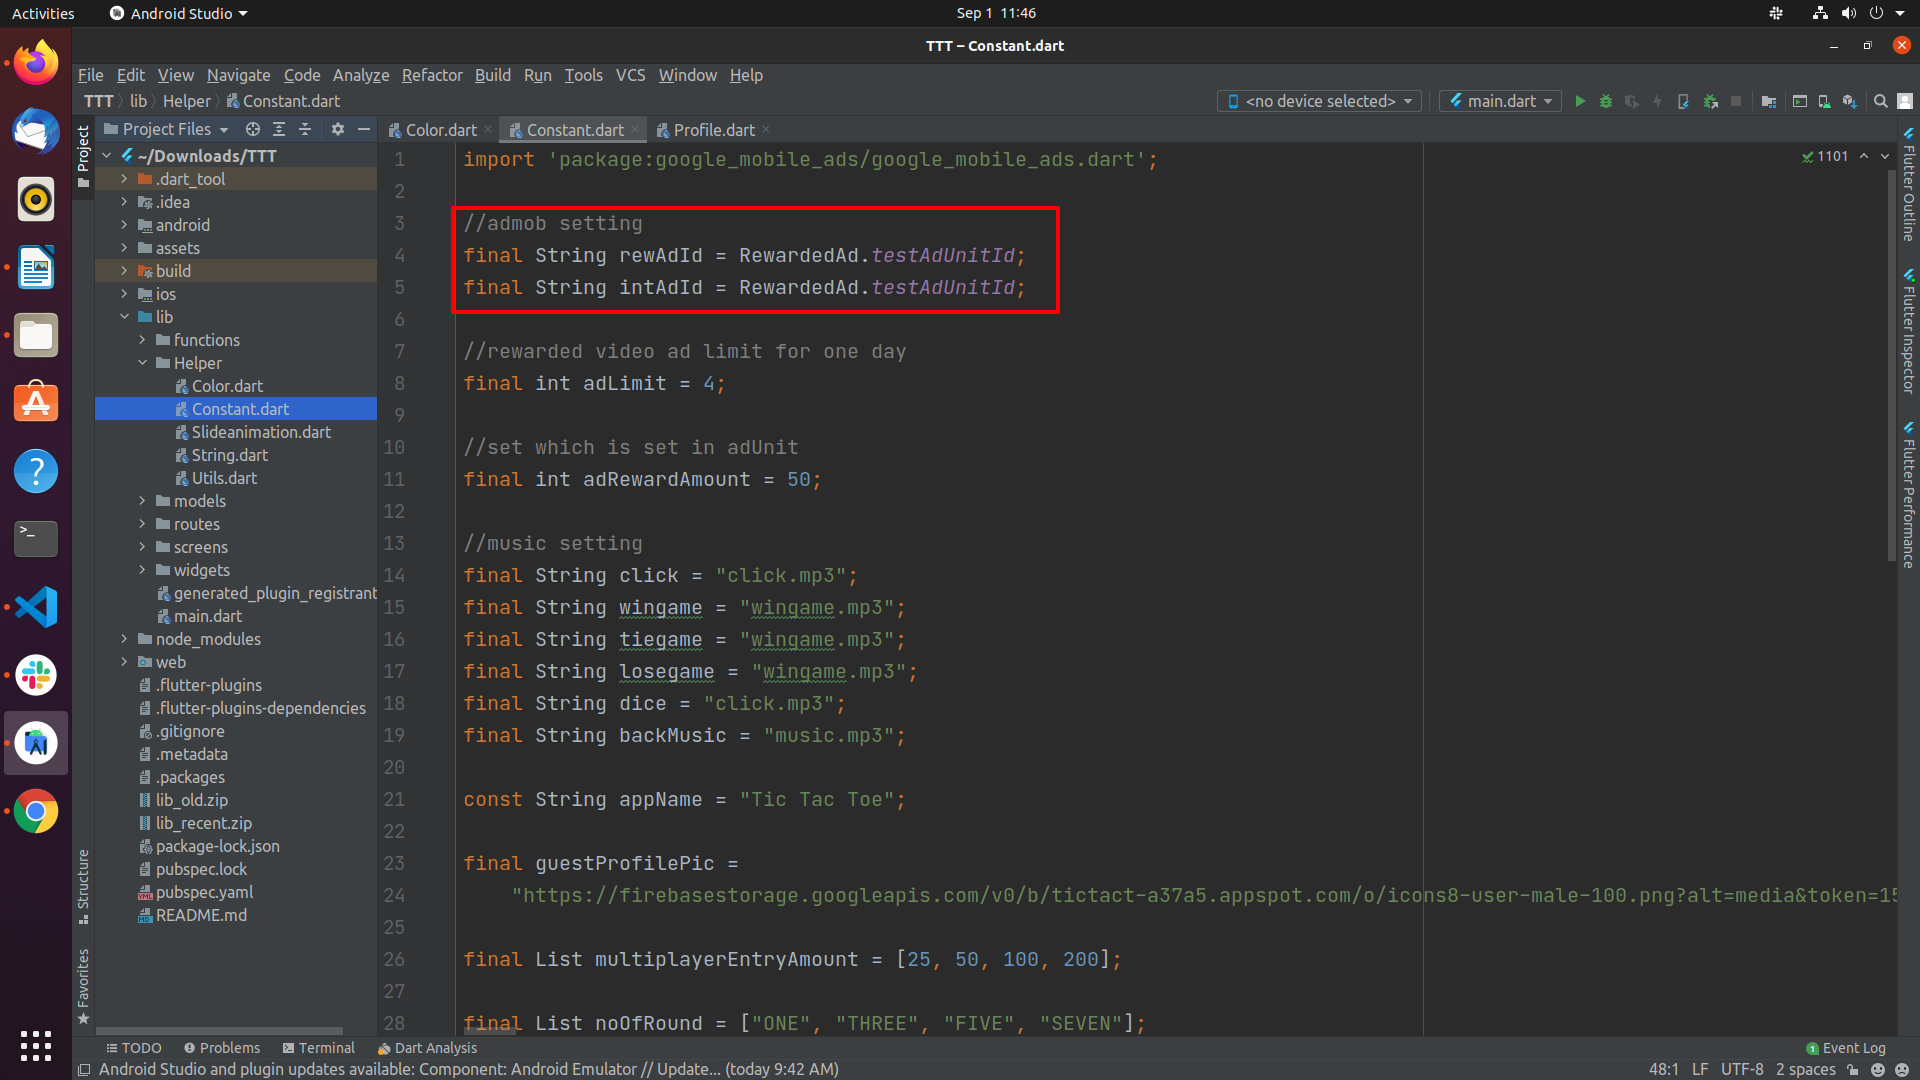 Activities
Android Studio
Sep 1 11:46
TTT – Constant.dart
File Edit View Navigate Code Analyze Refactor Build Run Tools VCS Window Help
TTT lib Helper Constant.dart
<no device selected>
main.dart
Project
Project Files
Color.dart
Constant.dart
Profile.dart
~/Downloads/TTT
.dart_tool
.idea
android
assets
build
ios
lib
functions
Helper
Color.dart
Constant.dart
Slideanimation.dart
String.dart
Utils.dart
models
routes
screens
widgets
generated_plugin_registrant
main.dart
node_modules
web
.flutter-plugins
.flutter-plugins-dependencies
.gitignore
.metadata
.packages
lib_old.zip
lib_recent.zip
package-lock.json
pubspec.lock
pubspec.yaml
README.md
Structure
Favorites
1 import 'package:google_mobile_ads/google_mobile_ads.dart';
2
3 //admob setting
4 final String rewAdId = RewardedAd.testAdUnitId;
5 final String intAdId = RewardedAd.testAdUnitId;
6
7 //rewarded video ad limit for one day
8 final int adLimit = 4;
9
10 //set which is set in adUnit
11 final int adRewardAmount = 50;
12
13 //music setting
14 final String click = "click.mp3";
15 final String wingame = "wingame.mp3";
16 final String tiegame = "wingame.mp3";
17 final String losegame = "wingame.mp3";
18 final String dice = "click.mp3";
19 final String backMusic = "music.mp3";
20
21 const String appName = "Tic Tac Toe";
22
23 final guestProfilePic =
24 "https://firebasestorage.googleapis.com/v0/b/tictact-a37a5.appspot.com/o/icons8-user-male-100.png?alt=media&token=15
25
26 final List multiplayerEntryAmount = [25, 50, 100, 200];
27
28 final List noOfRound = ["ONE", "THREE", "FIVE", "SEVEN"];
1101
Flutter Outline
Flutter Inspector
Flutter Performance
TODO
Problems
Terminal
Dart Analysis
1 Event Log
Android Studio and plugin updates available: Component: Android Emulator // Update... (today 9:42 AM)
48:1 LF UTF-8 2 spaces